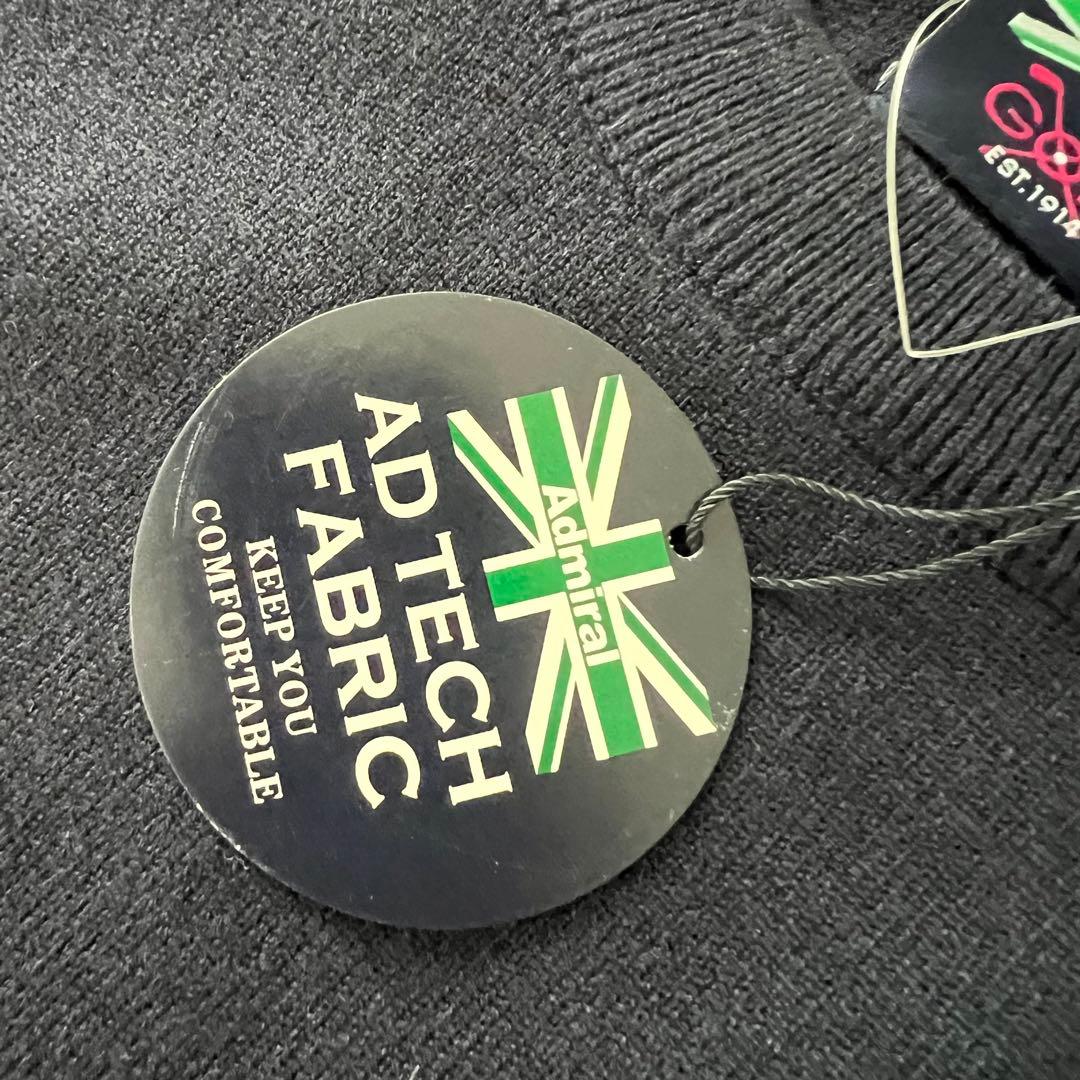 Admiral
AD TECH
FABRIC
KEEP YOU
COMFORTABLE
EST.1914